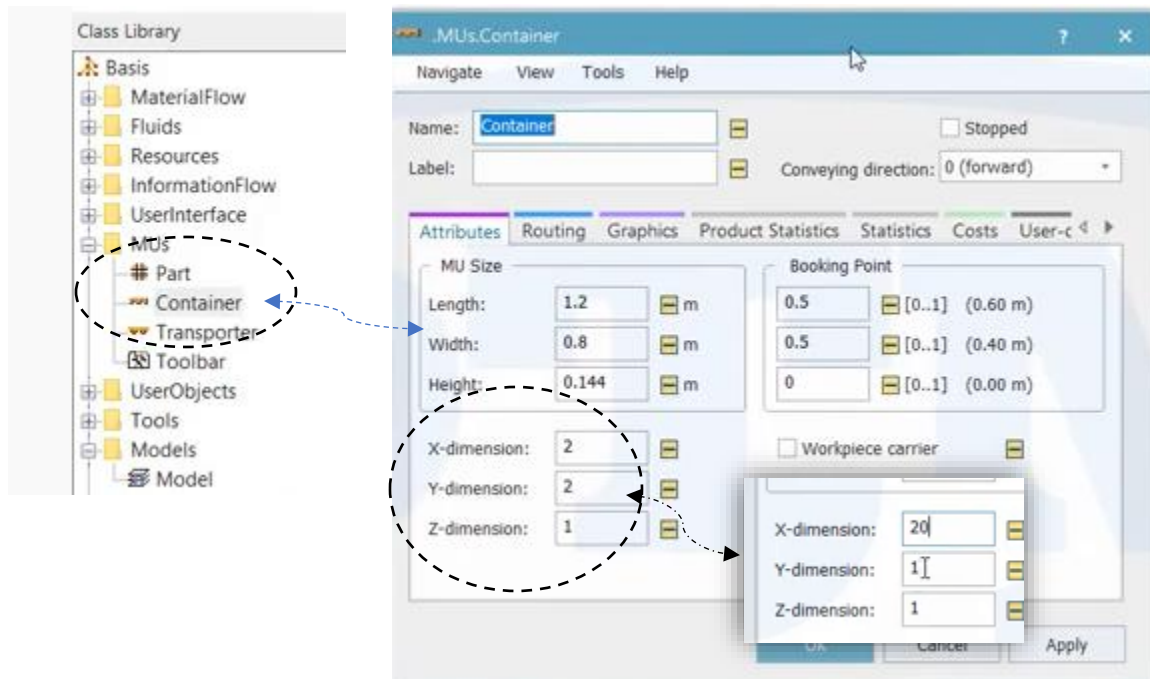 Class Library
Basis
MaterialFlow
Fluids
Resources
InformationFlow
UserInterface
MUs
Part
Container
Transporter
Toolbar
UserObjects
Tools
Models
Model
.MUs.Container ? ×
Navigate View Tools Help
Name: Container Stopped
Label: Conveying direction: 0 (forward)
Attributes Routing Graphics Product Statistics Statistics Costs User-c
MU Size Booking Point
Length: 1.2 m 0.5 [0..1] (0.60 m)
Width: 0.8 m 0.5 [0..1] (0.40 m)
Height: 0.144 m 0 [0..1] (0.00 m)
X-dimension: 2 Workpiece carrier
Y-dimension: 2
Z-dimension: 1
X-dimension: 20
Y-dimension: 1
Z-dimension: 1
OK Cancel Apply